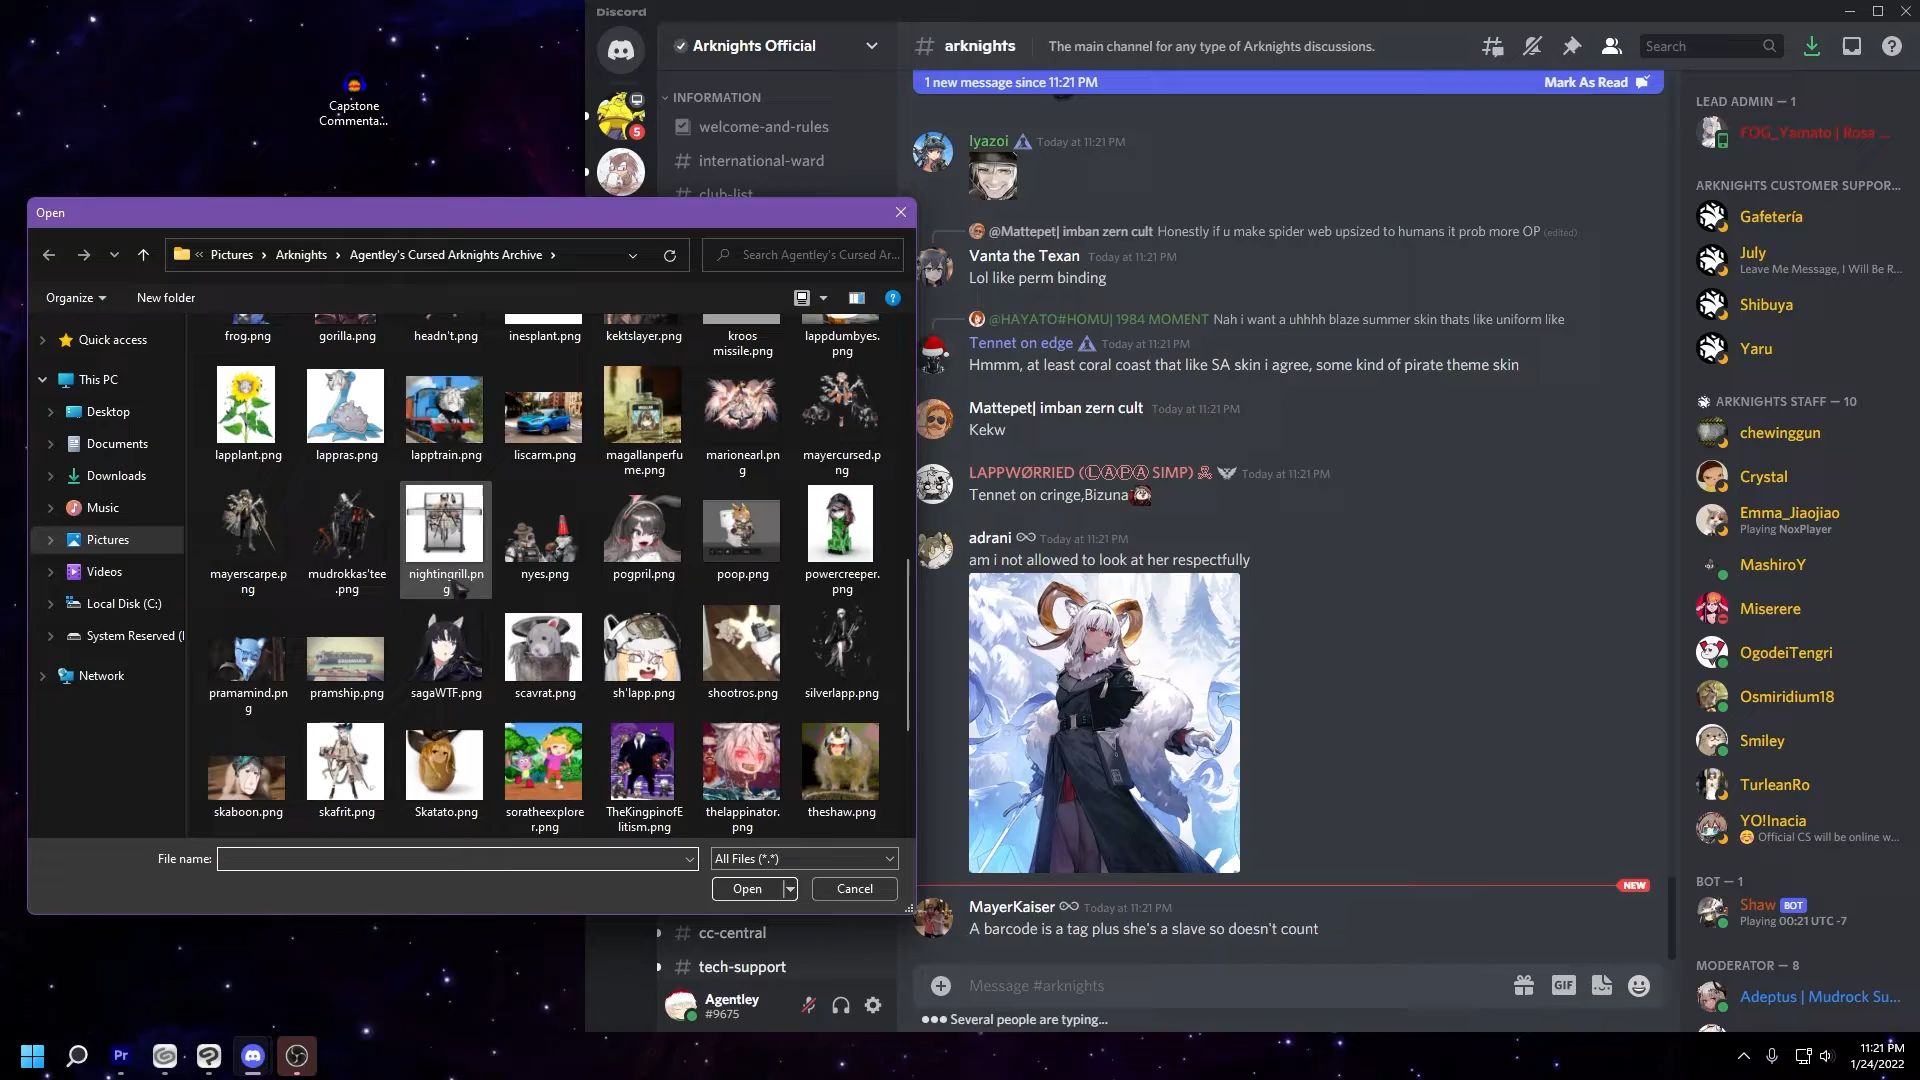 Discord
Capstone
Commenta...
Arknights Official
arknights
The main channel for any type of Arknights discussions.
Search
1 new message since 11:21 PM
Mark As Read
5
INFORMATION
welcome-and-rules
international-ward
club-list
Open
Pictures
Arknights
Agentley's Cursed Arknights Archive
Search Agentley's Cursed Ar...
Organize
New folder
Quick access
This PC
Desktop
Documents
Downloads
Music
Pictures
Videos
Local Disk (C:)
System Reserved (I
Network
frog.png
gorilla.png
headn't.png
inesplant.png
kektslayer.png
kroos
missile.png
lappdumbyes.
png
lapplant.png
lappras.png
lapptrain.png
liscarm.png
magallanperfu
me.png
marionearl.pn
g
mayercursed.p
ng
mayerscarpe.p
ng
mudrokkas'tee
.png
nightingrill.pn
g
nyes.png
pogpril.png
poop.png
powercreeper.
png
pramamind.pn
g
pramship.png
sagaWTF.png
scavrat.png
sh'lapp.png
shootros.png
silverlapp.png
skaboon.png
skafrit.png
Skatato.png
soratheexplore
r.png
TheKingpinofE
litism.png
thelappinator.
png
theshaw.png
File name:
All Files (*.*)
Open
Cancel
cc-central
tech-support
Agentley
#9675
Iyazoi
Today at 11:21 PM
@Mattepet| imban zern cult Honestly if u make spider web upsized to humans it prob more OP (edited)
Vanta the Texan Today at 11:21 PM
Lol like perm binding
@HAYATO#HOMU| 1984 MOMENT Nah i want a uhhhh blaze summer skin thats like uniform like
Tennet on edge Today at 11:21 PM
Hmmm, at least coral coast that like SA skin i agree, some kind of pirate theme skin
Mattepet| imban zern cult Today at 11:21 PM
Kekw
LAPPWØRRIED (ⓁⒶⓅⒶ SIMP) Today at 11:21 PM
Tennet on cringe,Bizuna
adrani Today at 11:21 PM
am i not allowed to look at her respectfully
NEW
MayerKaiser Today at 11:21 PM
A barcode is a tag plus she's a slave so doesn't count
Message #arknights
GIF
Several people are typing...
LEAD ADMIN — 1
FOG_Yamato | Rosa ...
ARKNIGHTS CUSTOMER SUPPOR...
Gafetería
July
Leave Me Message, I Will Be R...
Shibuya
Yaru
ARKNIGHTS STAFF — 10
chewinggun
Crystal
Emma_Jiaojiao
Playing NoxPlayer
MashiroY
Miserere
OgodeiTengri
Osmiridium18
Smiley
TurleanRo
YO!Inacia
Official CS will be online w...
BOT — 1
Shaw BOT
Playing 00:21 UTC -7
MODERATOR — 8
Adeptus | Mudrock Su...
Pr
11:21 PM
1/24/2022